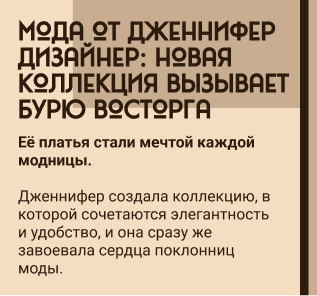 МОДА ОТ ДЖЕННИФЕР
ДИЗАЙНЕР: НОВАЯ
КОЛЛЕКЦИЯ ВЫЗЫВАЕТ
БУРЮ ВОСТОРГА
Её платья стали мечтой каждой
модницы.
Дженнифер создала коллекцию, в
которой сочетаются элегантность
и удобство, и она сразу же
завоевала сердца поклонниц
моды.